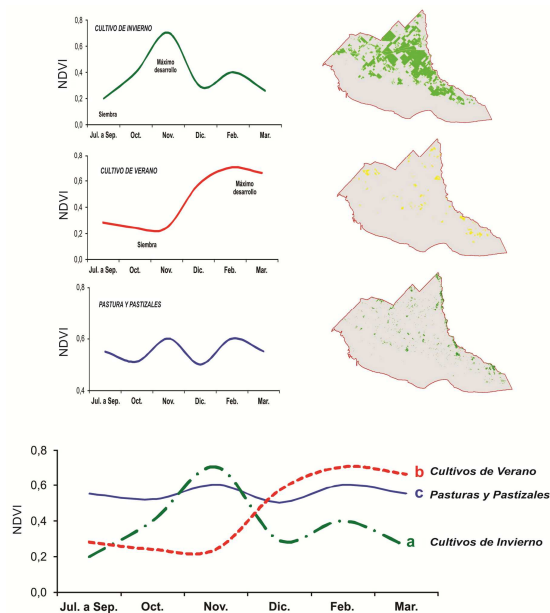 CULTIVO DE INVIERNO
NDVI
0,8
0,6
0,4
0,2
0,0
Máximo
desarrollo
Siembra
Jul. a Sep. Oct. Nov. Dic. Feb. Mar.
CULTIVO DE VERANO
NDVI
0,8
0,6
0,4
0,2
0,0
Máximo
desarrollo
Siembra
Jul. a Sep. Oct. Nov. Dic. Feb. Mar.
PASTURA Y PASTIZALES
NDVI
0,8
0,6
0,4
Jul. a Sep. Oct. Nov. Dic. Feb. Mar.
NDVI
0,8
0,6
0,4
0,2
0,0
b Cultivos de Verano
c Pasturas y Pastizales
a Cultivos de Invierno
Jul. a Sep. Oct. Nov. Dic. Feb. Mar.